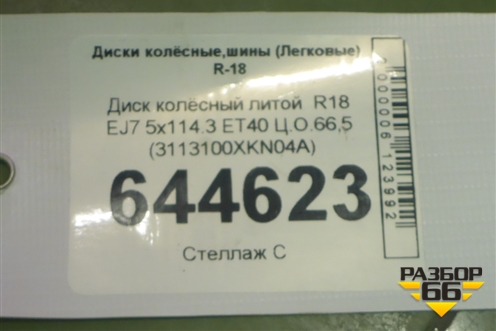 Диски колёсные,шины (Легковые)
R-18
Диск колёсный литой R18
EJ7 5x114.3 ET40 Ц.О.66,5
(3113100XKN04A)
644623
Стеллаж С
0000006123992
РАЗБОР
66